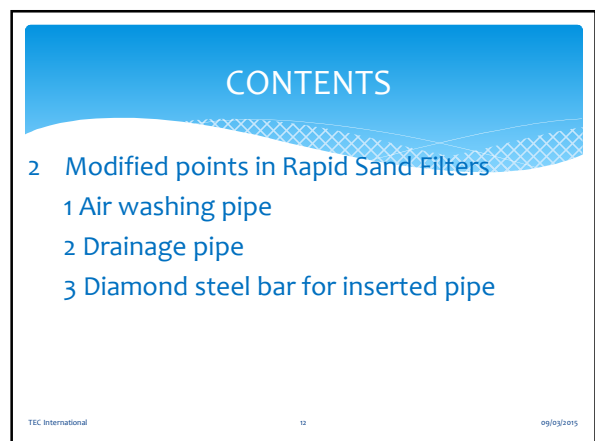 CONTENTS
2 Modified points in Rapid Sand Filters
1 Air washing pipe
2 Drainage pipe
3 Diamond steel bar for inserted pipe
TEC International 12 09/03/2015